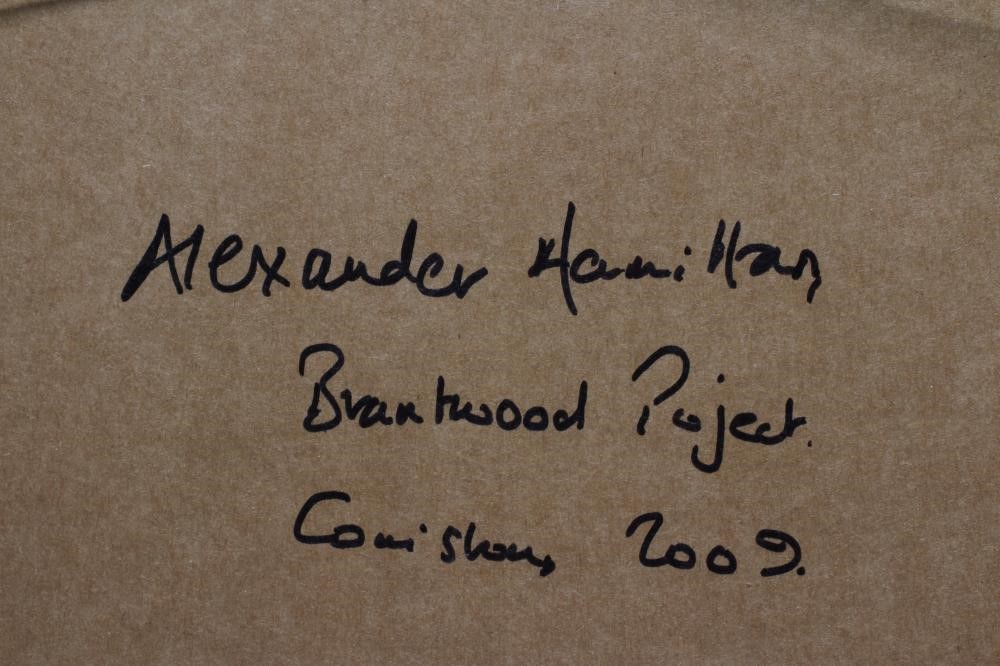 Alexander Hamilton
Brantwood Project.
Coniston, 2009.